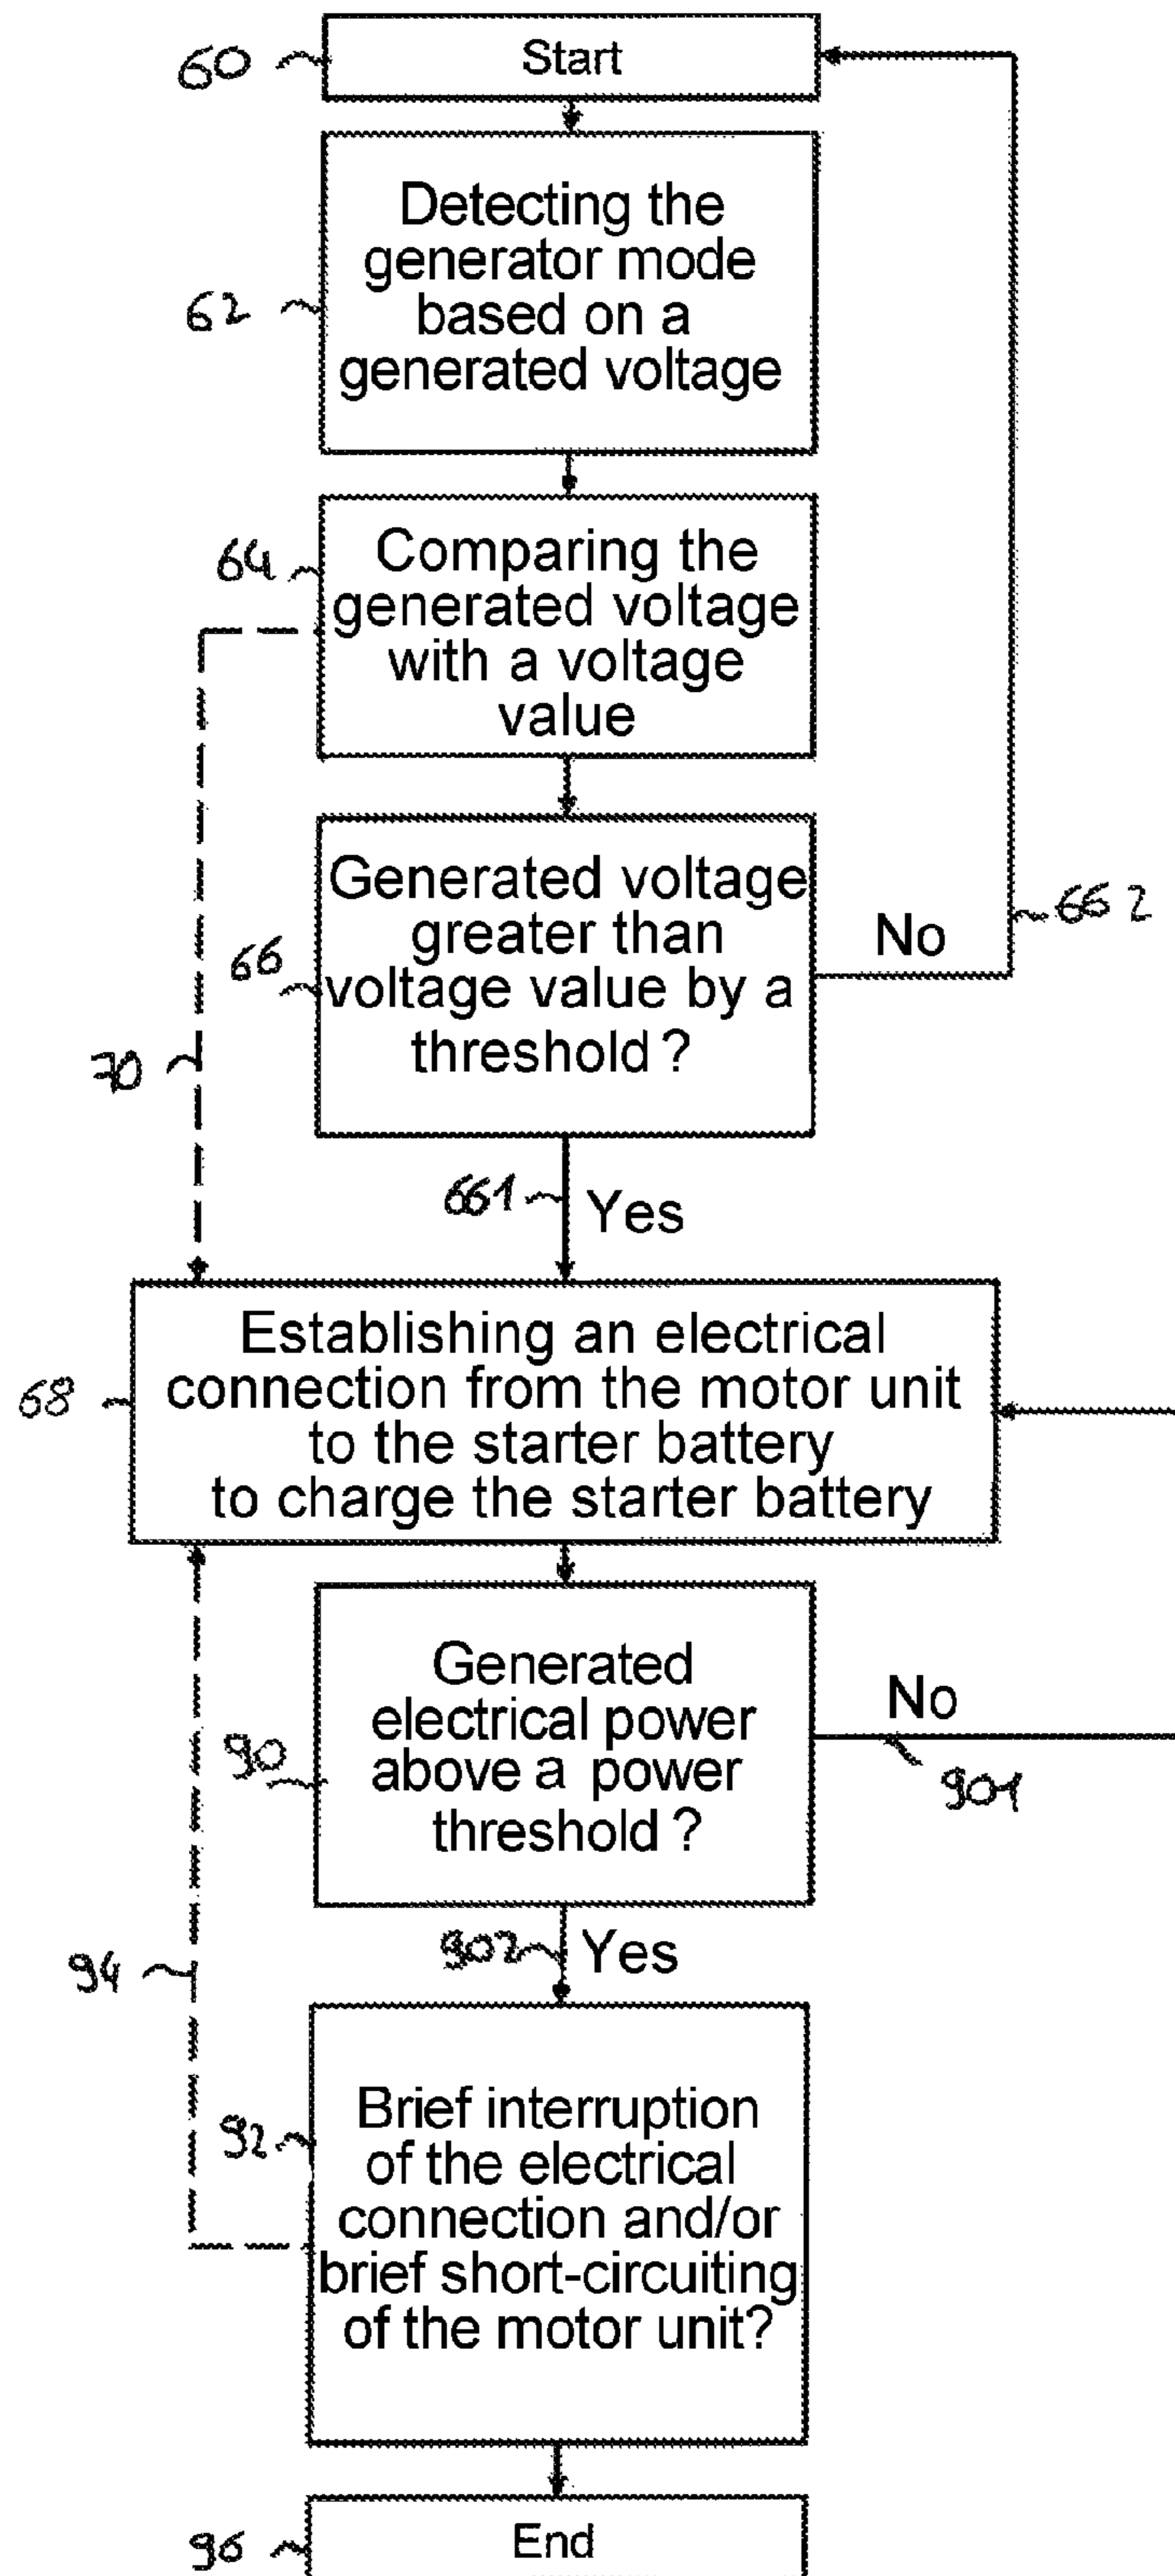 60
Start
Detecting the
generator mode
based on a
generated voltage
62
64
Comparing the
generated voltage
with a voltage
value
Generated voltage
greater than
voltage value by a
threshold ?
66
No
662
70
661
Yes
Establishing an electrical
connection from the motor unit
to the starter battery
to charge the starter battery
68
Generated
electrical power
above a power
threshold ?
90
No
901
902
Yes
94
Brief interruption
of the electrical
connection and/or
brief short-circuiting
of the motor unit?
92
96
End